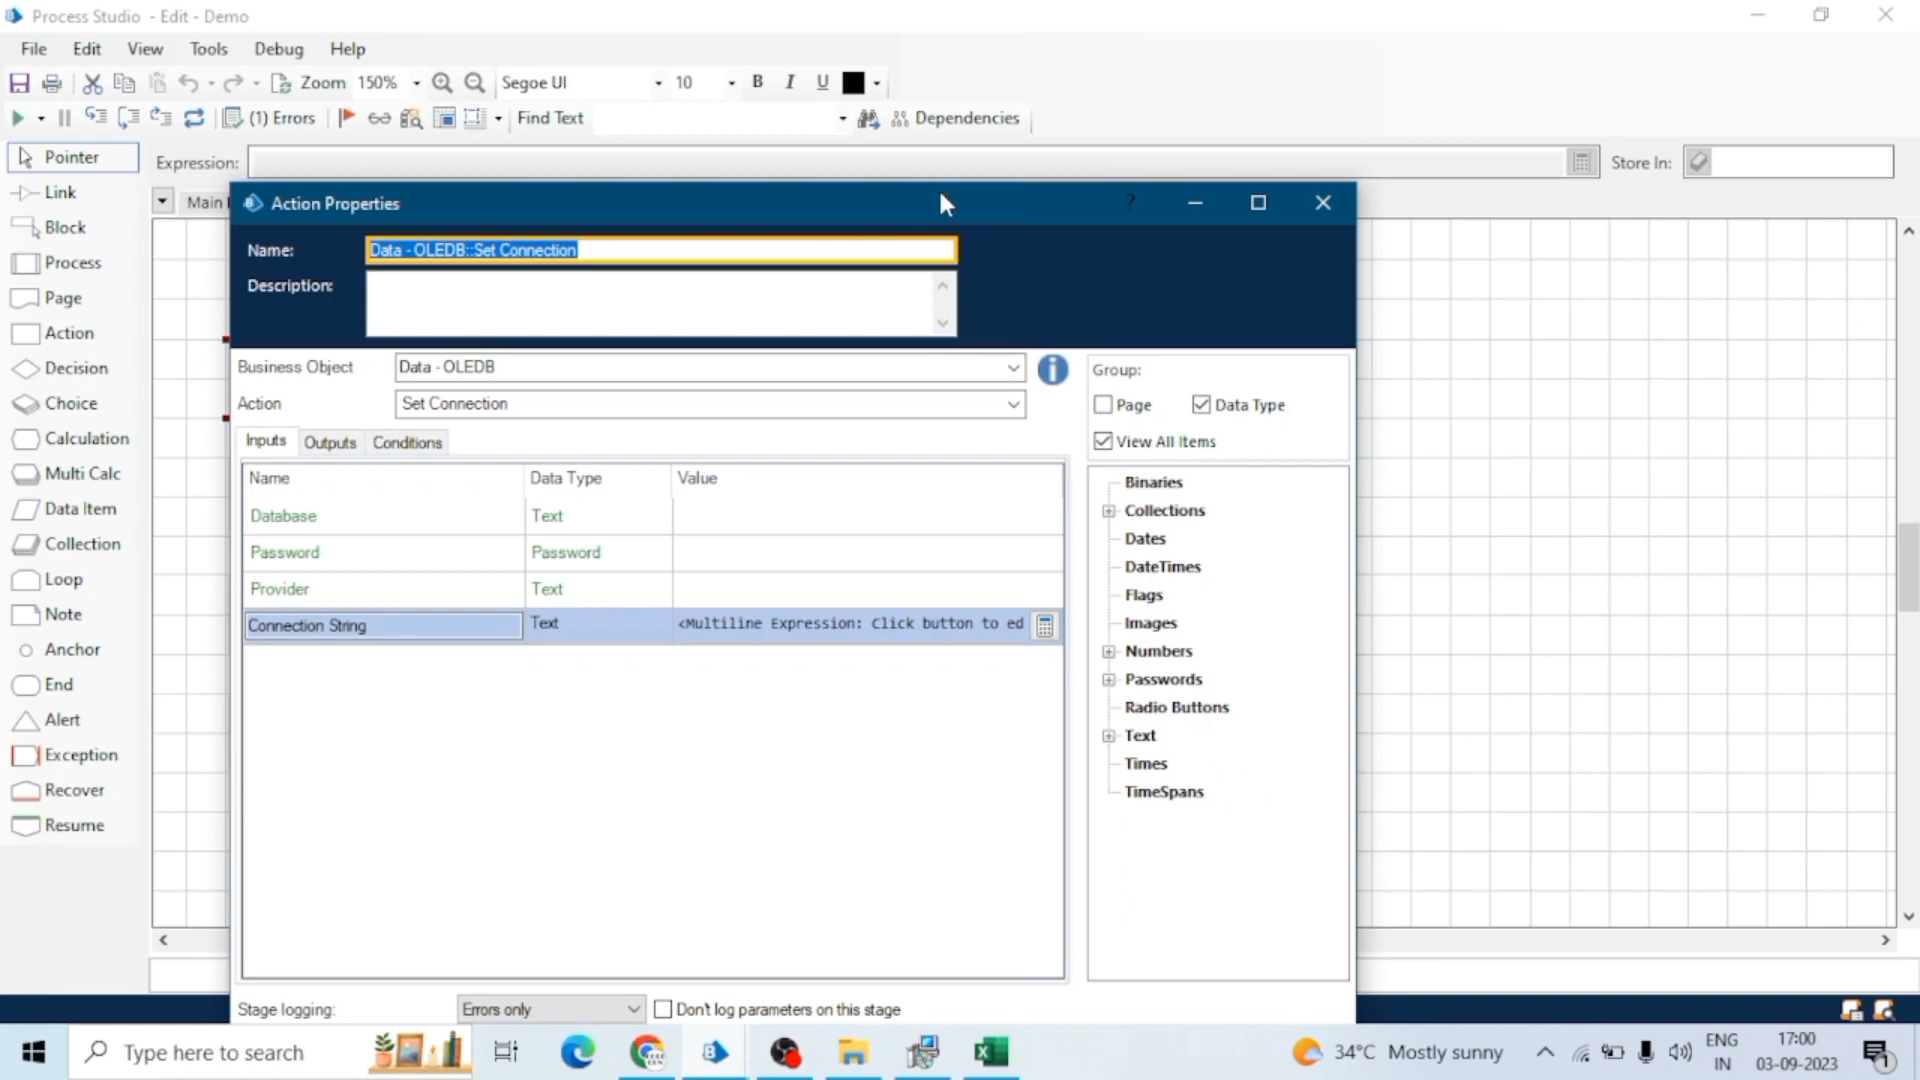 Process Studio - Edit - Demo
File Edit View Tools Debug Help
Zoom 150% Segoe UI 10 B I U
(1) Errors Find Text Dependencies
Pointer
Link
Block
Process
Page
Action
Decision
Choice
Calculation
Multi Calc
Data Item
Collection
Loop
Note
Anchor
End
Alert
Exception
Recover
Resume
Expression: Store In:
Main
Action Properties ?
Name: Data - OLEDB::Set Connection
Description:
Business Object Data - OLEDB
Action Set Connection
Inputs Outputs Conditions
Name Data Type Value
Database Text
Password Password
Provider Text
Connection String Text <Multiline Expression: Click button to ed
Group:
Page Data Type
View All Items
Binaries
Collections
Dates
DateTimes
Flags
Images
Numbers
Passwords
Radio Buttons
Text
Times
TimeSpans
Stage logging: Errors only Don't log parameters on this stage
Type here to search
34°C Mostly sunny
ENG
IN
17:00
03-09-2023
1